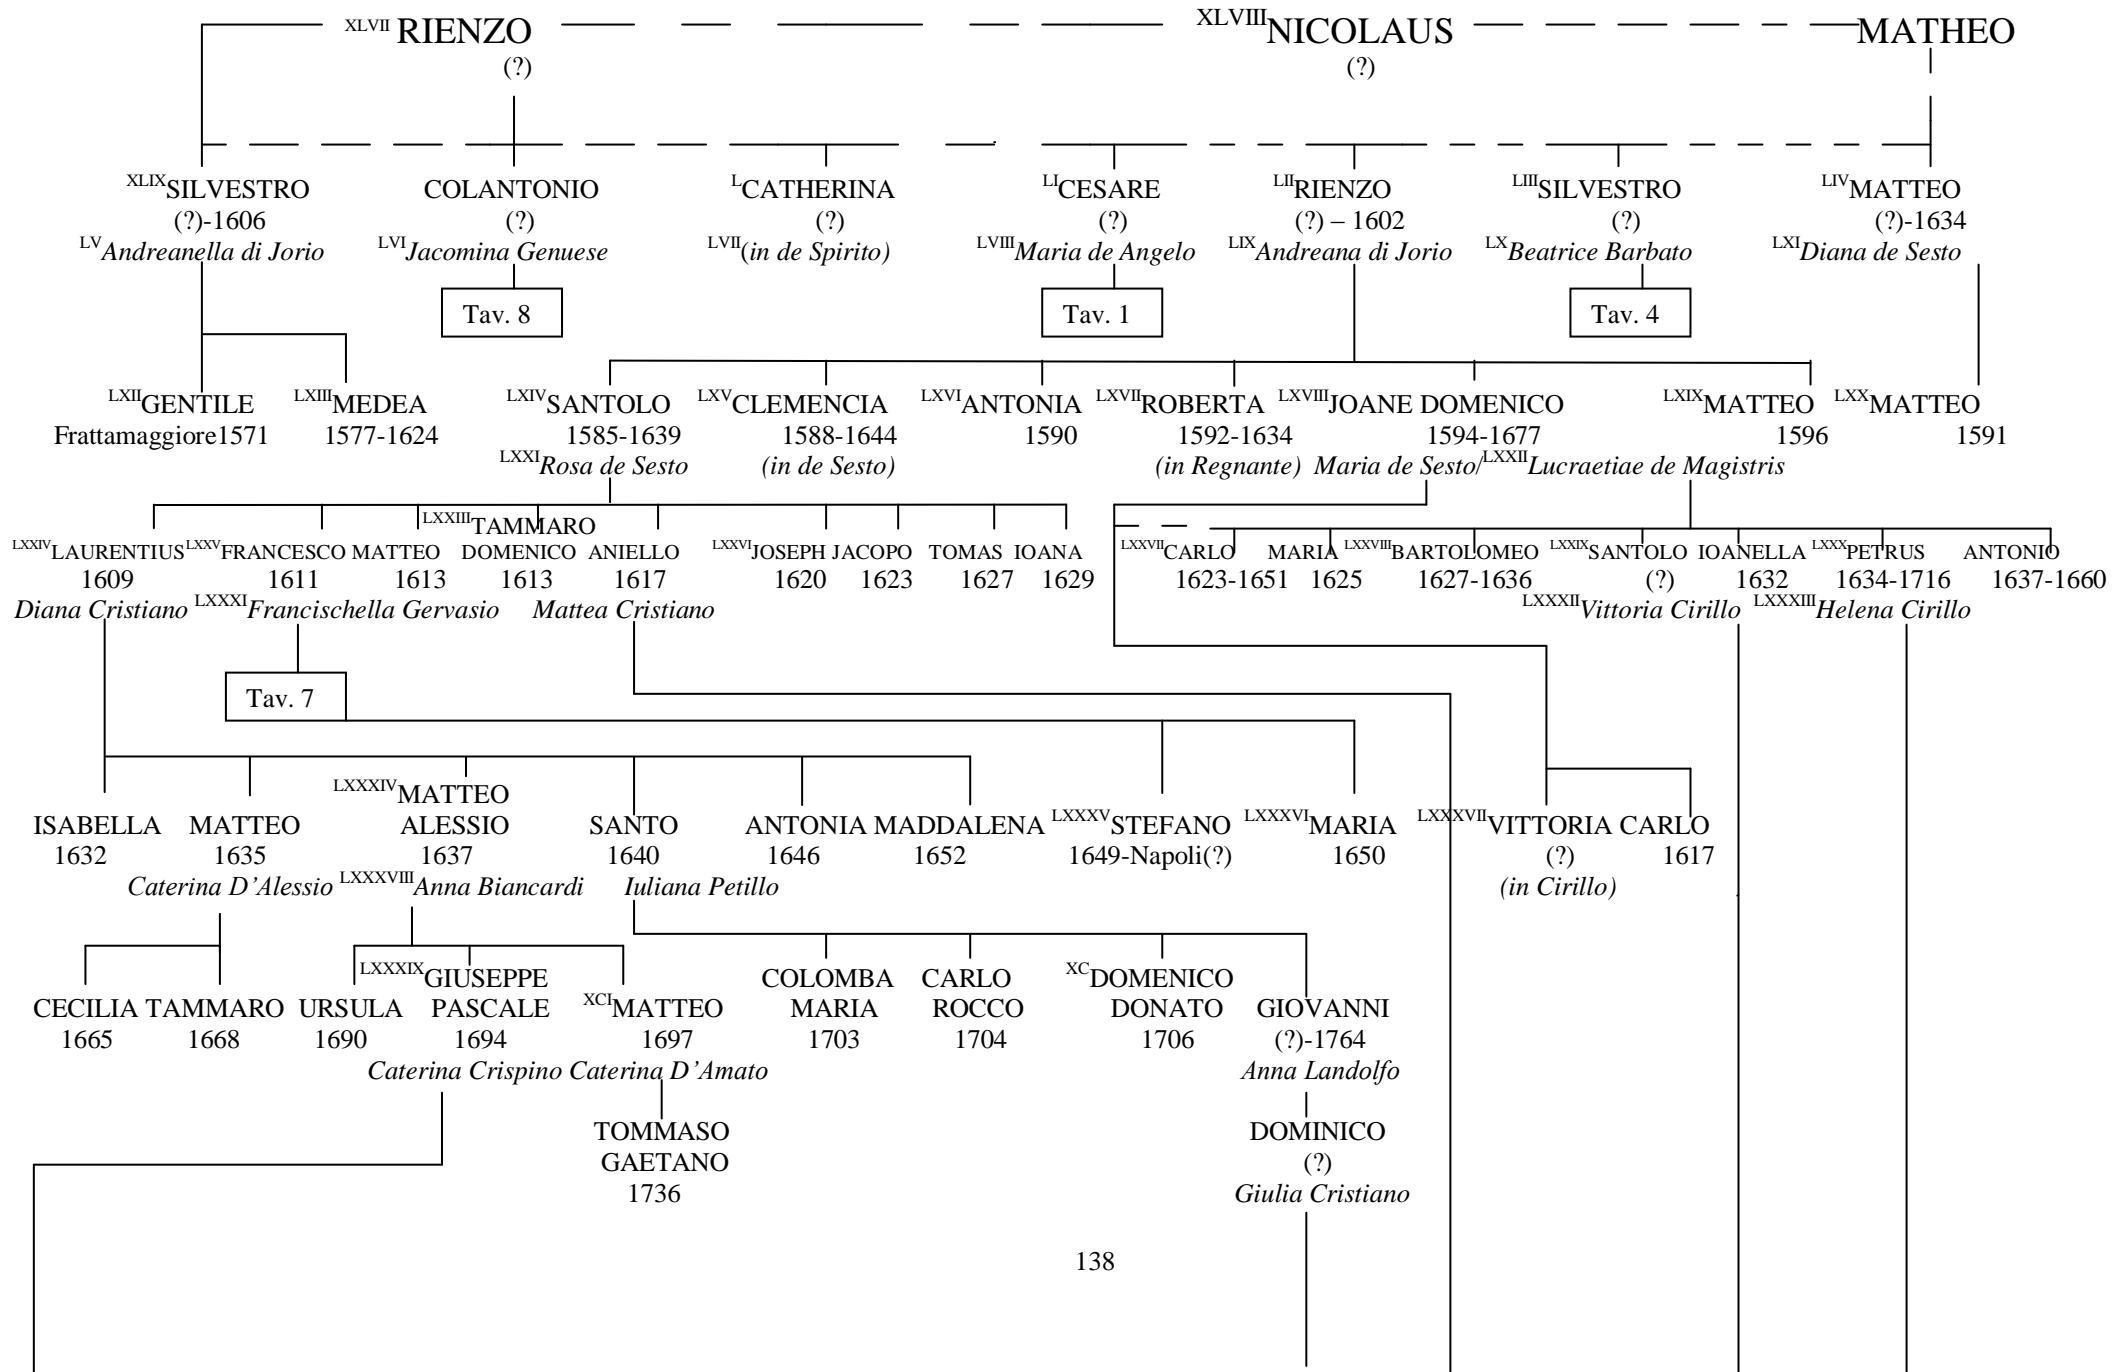 XLVII RIENZO XLVIII NICOLAUS MATHEO
(?) (?)
XLIX SILVESTRO COLANTONIO L CATHERINA LI CESARE LII RIENZO LIII SILVESTRO LIV MATTEO
(?)-1606 (?) (?) (?) (?) – 1602 (?) (?)-1634
LV Andreanella di Jorio LVI Jacomina Genuese LVII (in de Spirito) LVIII Maria de Angelo LIX Andreana di Jorio LX Beatrice Barbato LXI Diana de Sesto
Tav. 8 Tav. 1 Tav. 4
LXII GENTILE LXIII MEDEA LXIV SANTOLO LXV CLEMENCIA LXVI ANTONIA LXVII ROBERTA LXVIII JOANE DOMENICO LXIX MATTEO LXX MATTEO
Frattamaggiore1571 1577-1624 1585-1639 1588-1644 1590 1592-1634 1594-1677 1596 1591
LXXI Rosa de Sesto (in de Sesto) (in Regnante) Maria de Sesto/LXXII Lucraetiae de Magistris
LXXIII TAMMARO
LXXIV LAURENTIUS LXXV FRANCESCO MATTEO DOMENICO ANIELLO LXXVI JOSEPH JACOPO TOMAS IOANA LXXVII CARLO MARIA LXXVIII BARTOLOMEO LXXIX SANTOLO IOANELLA LXXX PETRUS ANTONIO
1609 1611 1613 1613 1617 1620 1623 1627 1629 1623-1651 1625 1627-1636 (?) 1632 1634-1716 1637-1660
Diana Cristiano LXXXI Francischella Gervasio Mattea Cristiano LXXXII Vittoria Cirillo LXXXIII Helena Cirillo
Tav. 7
LXXXIV MATTEO
ISABELLA MATTEO ALESSIO SANTO ANTONIA MADDALENA LXXXV STEFANO LXXXVI MARIA LXXXVII VITTORIA CARLO
1632 1635 1637 1640 1646 1652 1649-Napoli(?) 1650 (?) 1617
Caterina D'Alessio LXXXVIII Anna Biancardi Iuliana Petillo (in Cirillo)
LXXXIX GIUSEPPE COLOMBA CARLO XC DOMENICO
CECILIA TAMMARO URSULA PASCALE XCI MATTEO MARIA ROCCO DONATO GIOVANNI
1665 1668 1690 1694 1697 1703 1704 1706 (?)-1764
Caterina Crispino Caterina D'Amato Anna Landolfo
TOMMASO DOMINICO
GAETANO (?)
1736 Giulia Cristiano
138